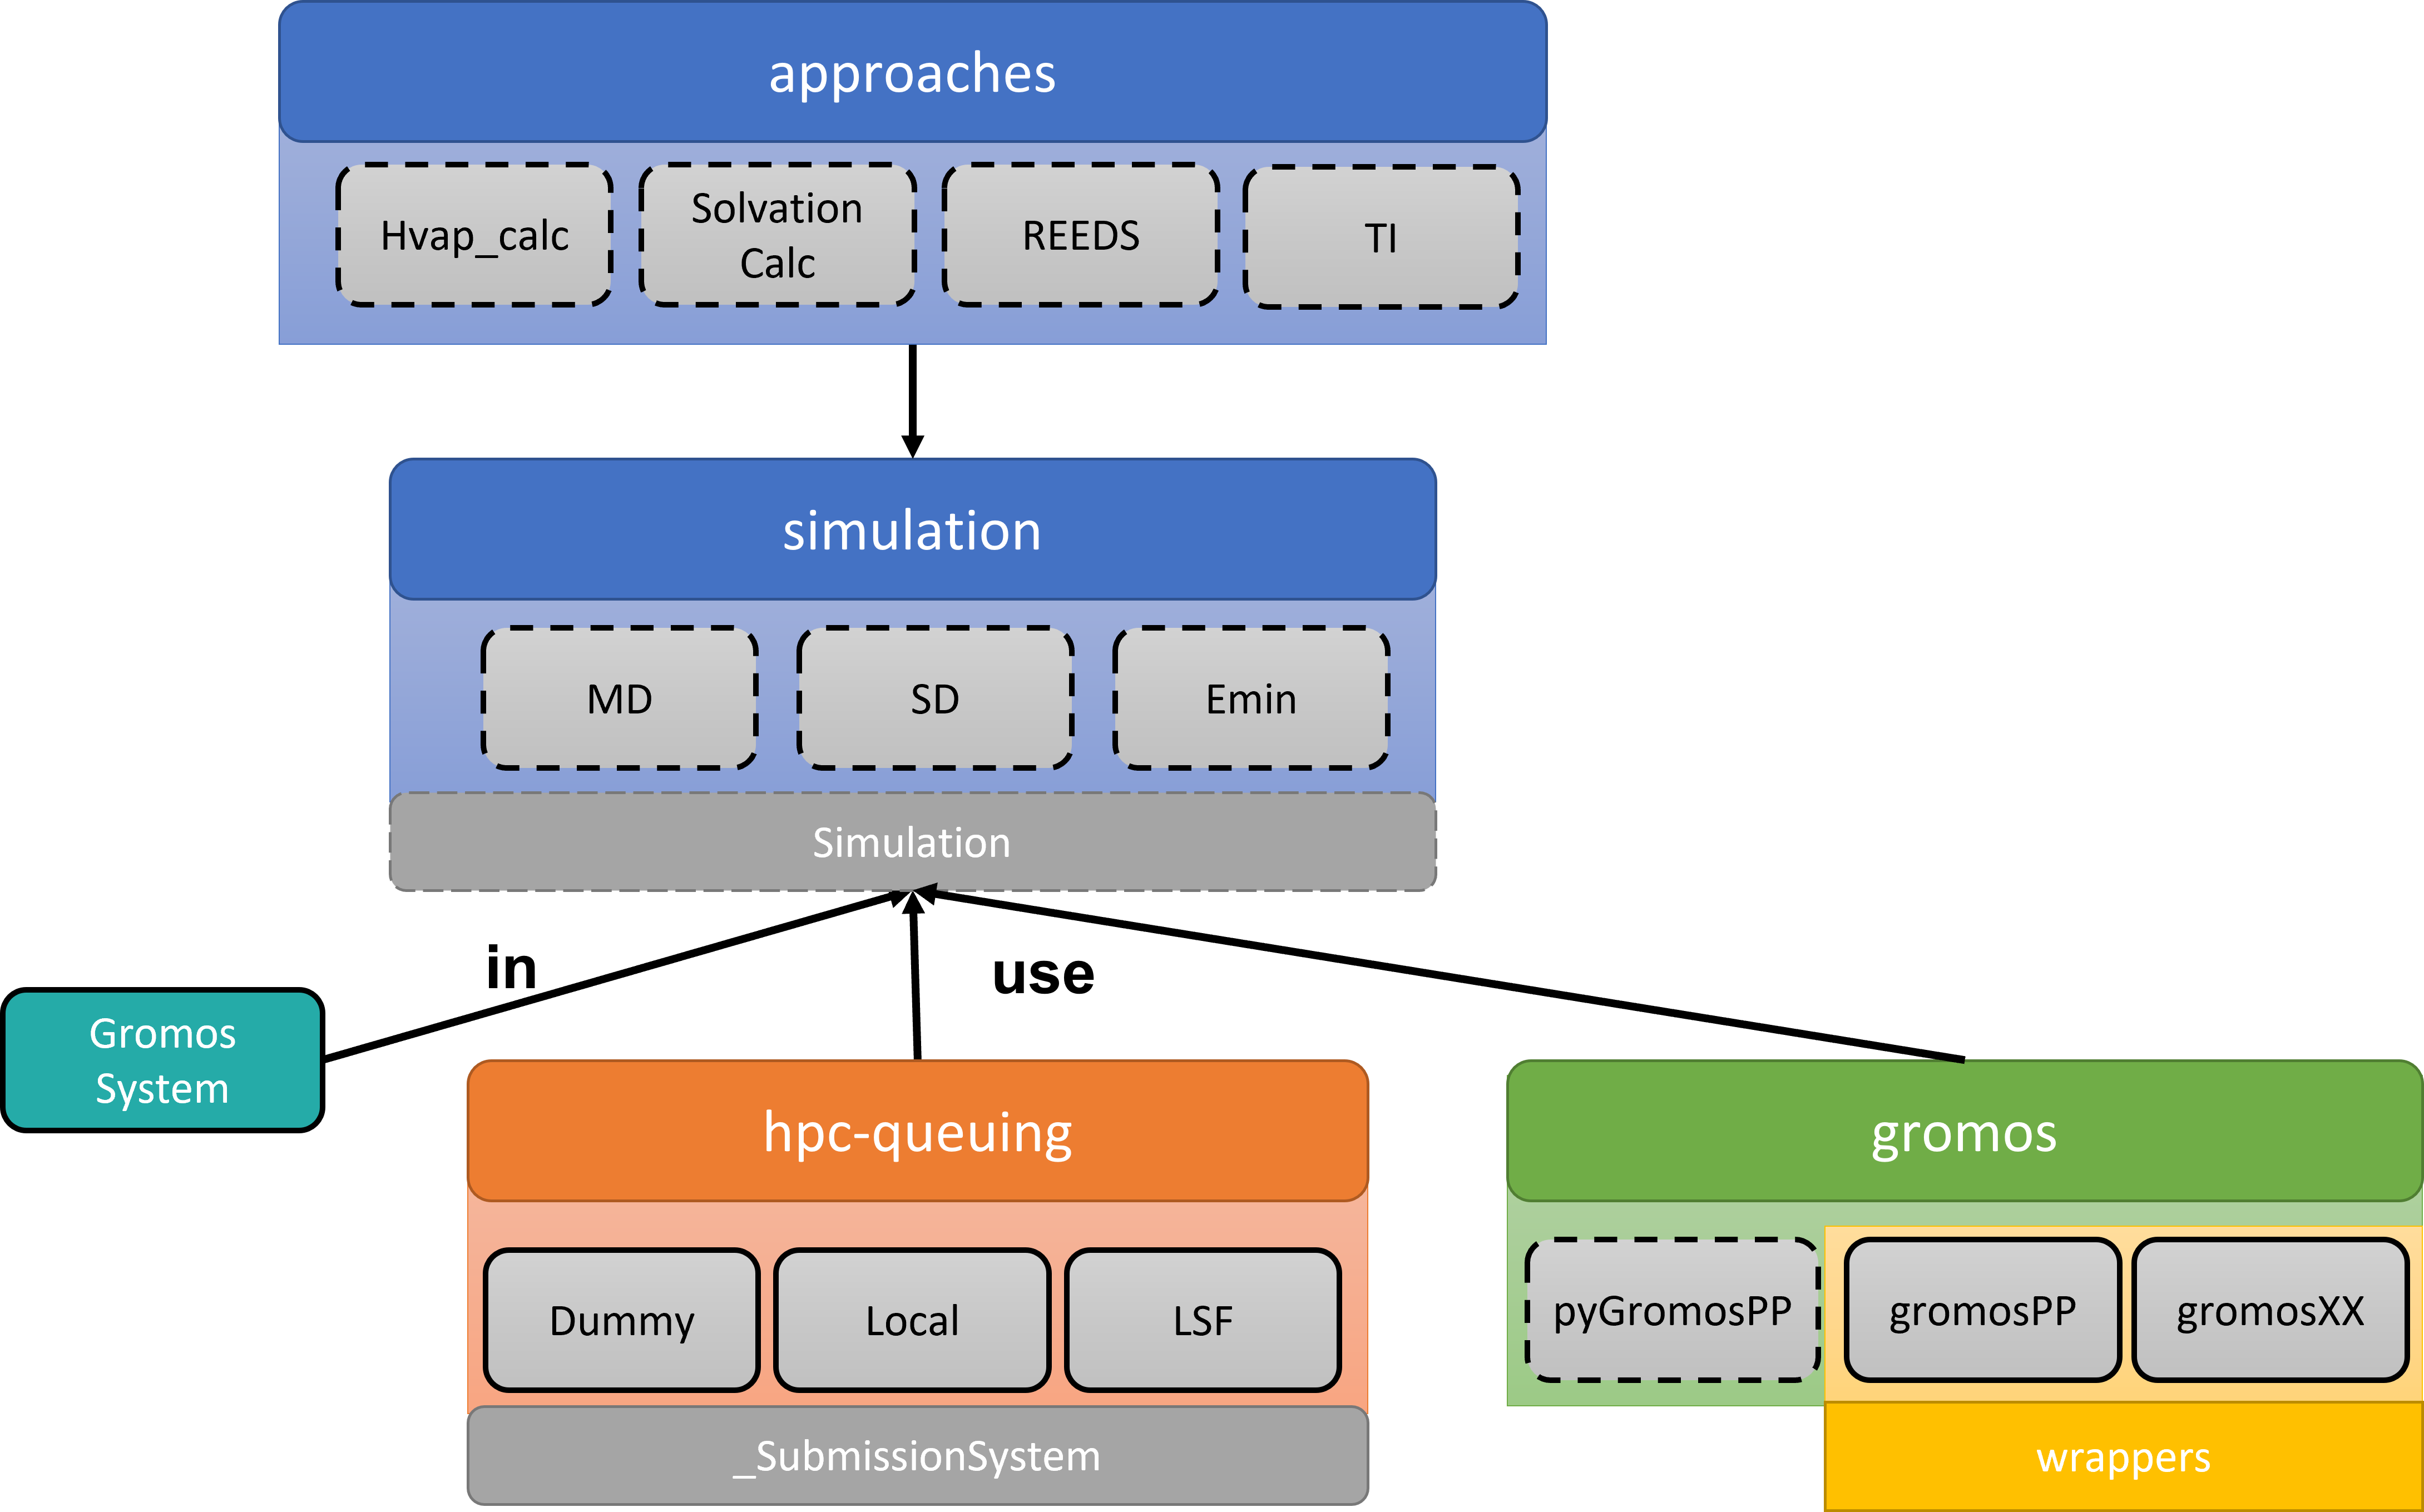 approaches
Hvap_calc
Solvation
Calc
REEDS
TI
simulation
MD
SD
Emin
Simulation
in
use
Gromos
System
hpc-queuing
gromos
Dummy
Local
LSF
pyGromosPP
gromosPP
gromosXX
_SubmissionSystem
wrappers